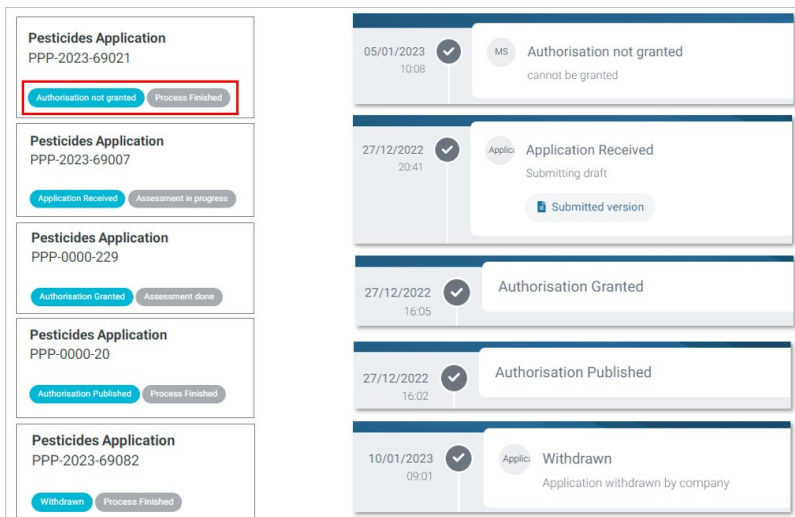 Pesticides Application
PPP-2023-69021
Authorisation not granted Process Finished
Pesticides Application
PPP-2023-69007
Application Received Assessment in progress
Pesticides Application
PPP-0000-229
Authorisation Granted Assessment done
Pesticides Application
PPP-0000-20
Authorisation Published Process Finished
Pesticides Application
PPP-2023-69082
Withdrawn Process Finished
05/01/2023 MS Authorisation not granted
10:08 cannot be granted
27/12/2022 Applic Application Received
20:41 Submitting draft
Submitted version
27/12/2022 Authorisation Granted
16:05
27/12/2022 Authorisation Published
16:02
10/01/2023 Applic Withdrawn
09:01 Application withdrawn by company